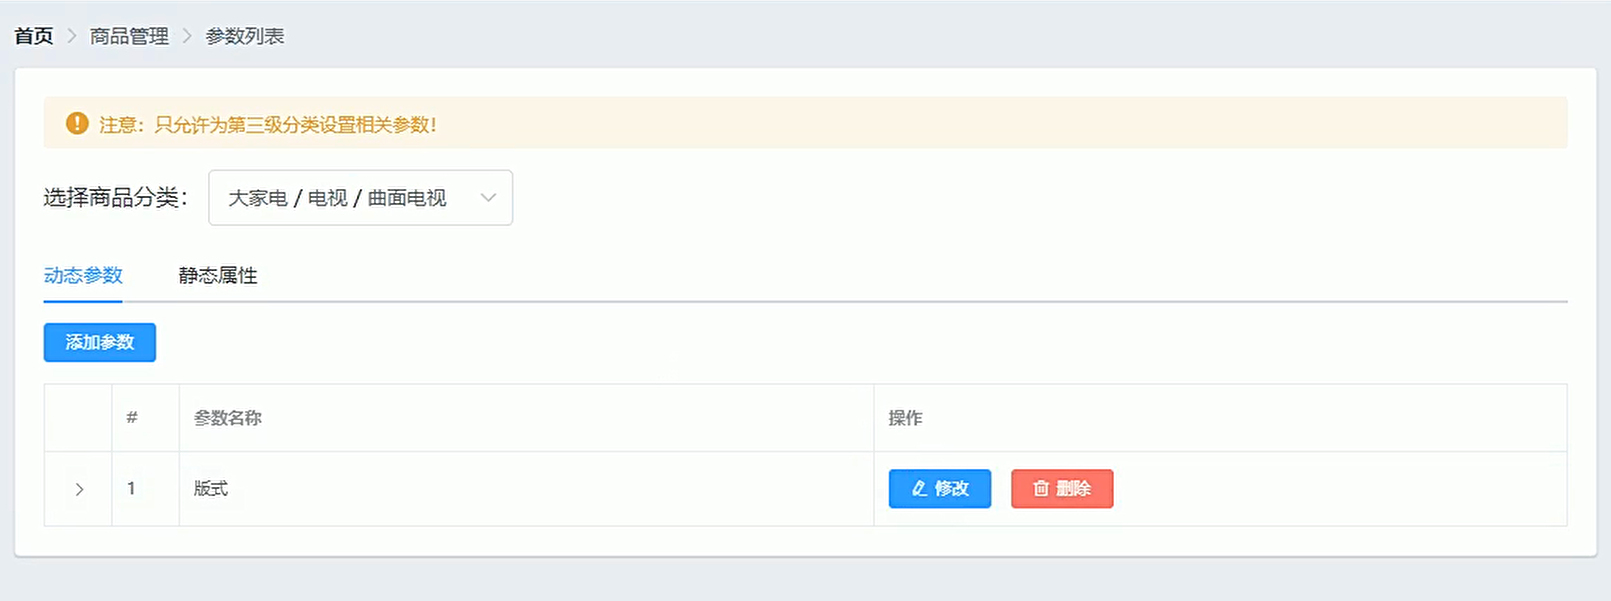 首页 > 商品管理 > 参数列表
注意：只允许为第三级分类设置相关参数！
选择商品分类： 大家电 / 电视 / 曲面电视
动态参数 静态属性
添加参数
# 参数名称 操作
1 版式 修改 删除